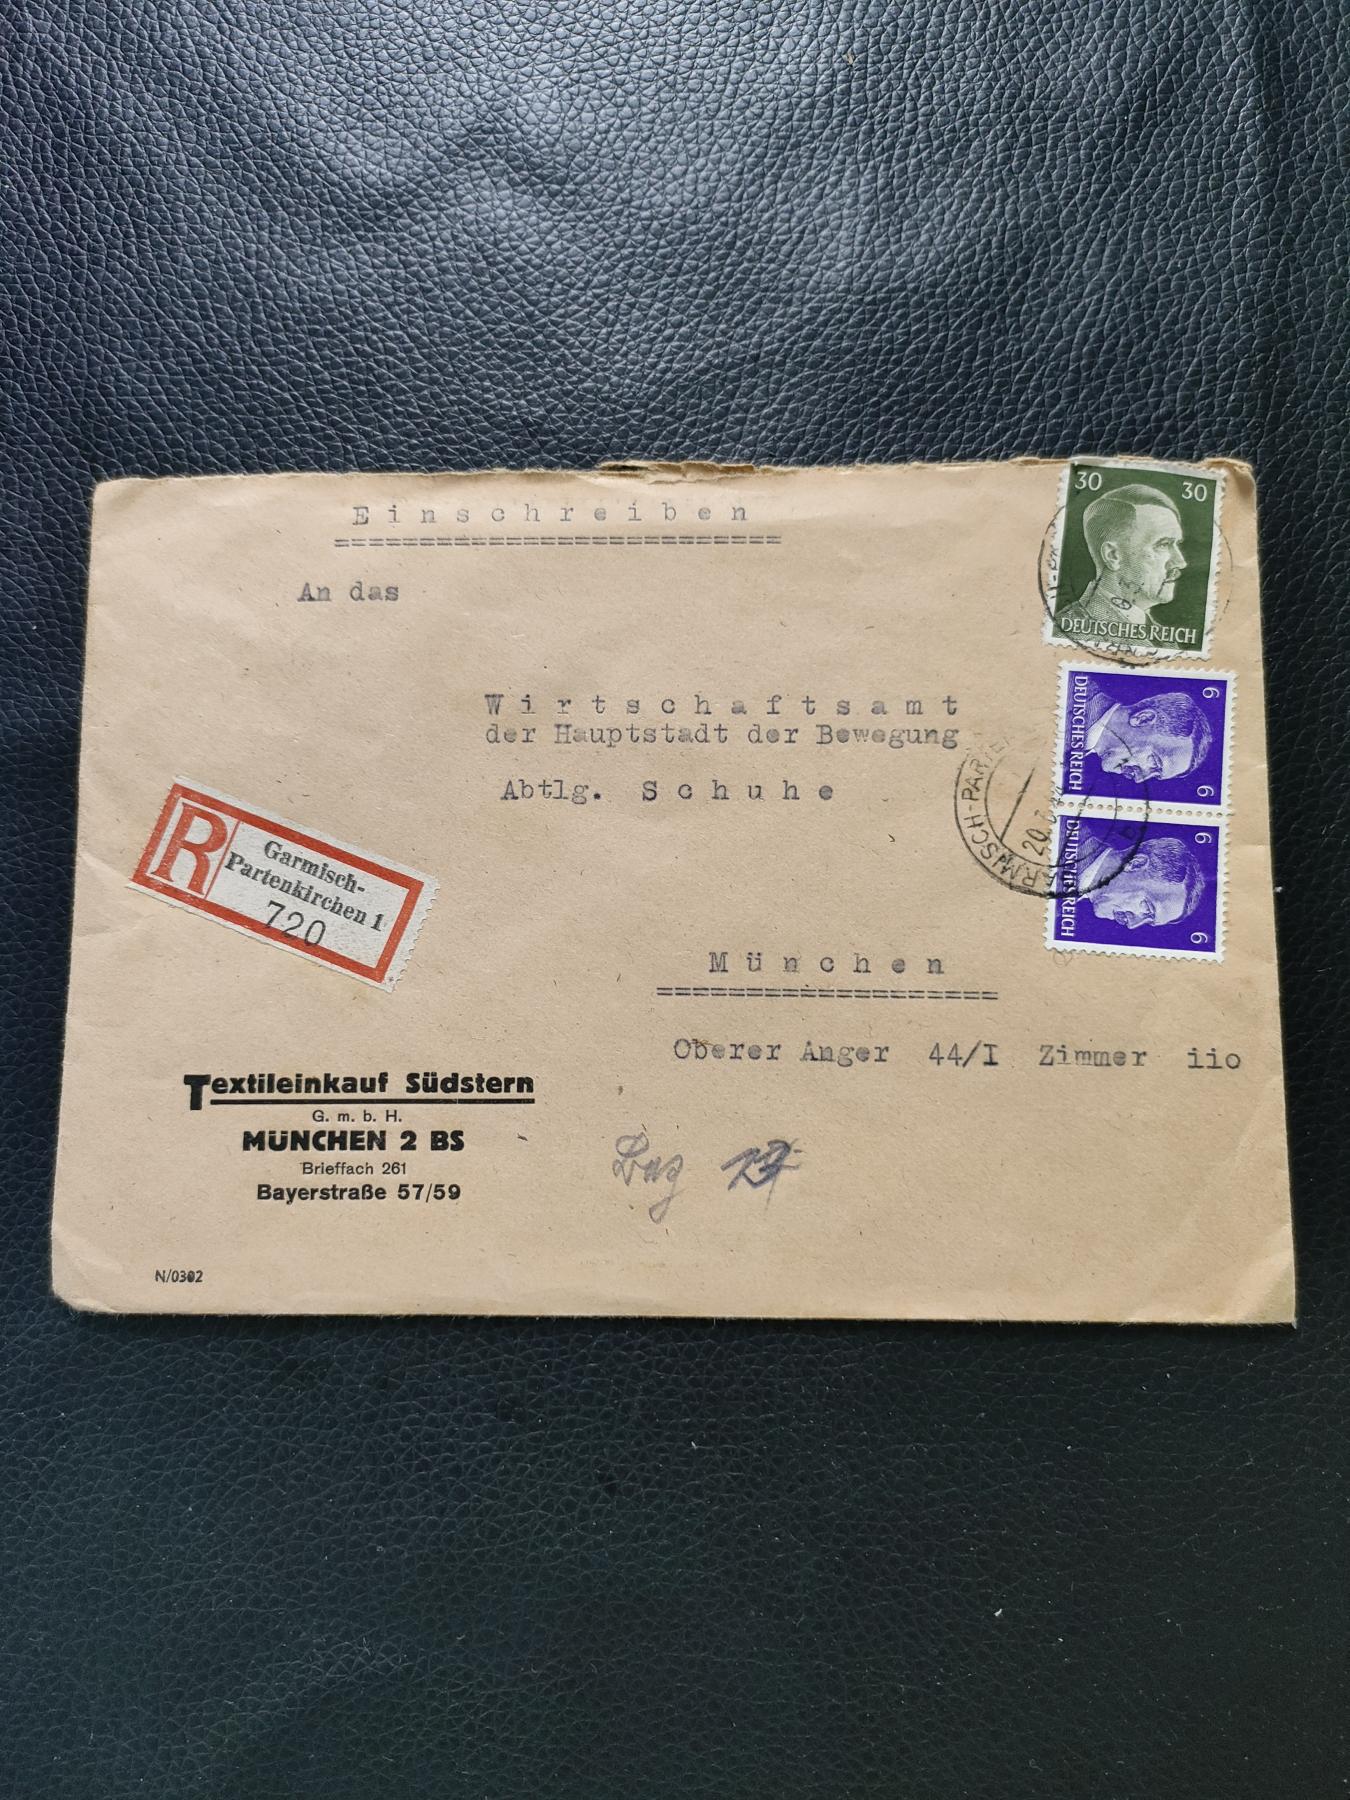 Einschreiben
An das
Wirtschaftsamt
der Hauptstadt der Bewegung
Abtlg. Schuhe
München
Oberer Anger 44/I Zimmer iio
R
Garmisch-
Partenkirchen 1
720
Textileinkauf Südstern
G. m. b. H.
MÜNCHEN 2 BS
Brieffach 261
Bayerstraße 57/59
N/0302
30 30
DEUTSCHES REICH
6 6
DEUTSCHES REICH
6 6
DEUTSCHES REICH
20.3.